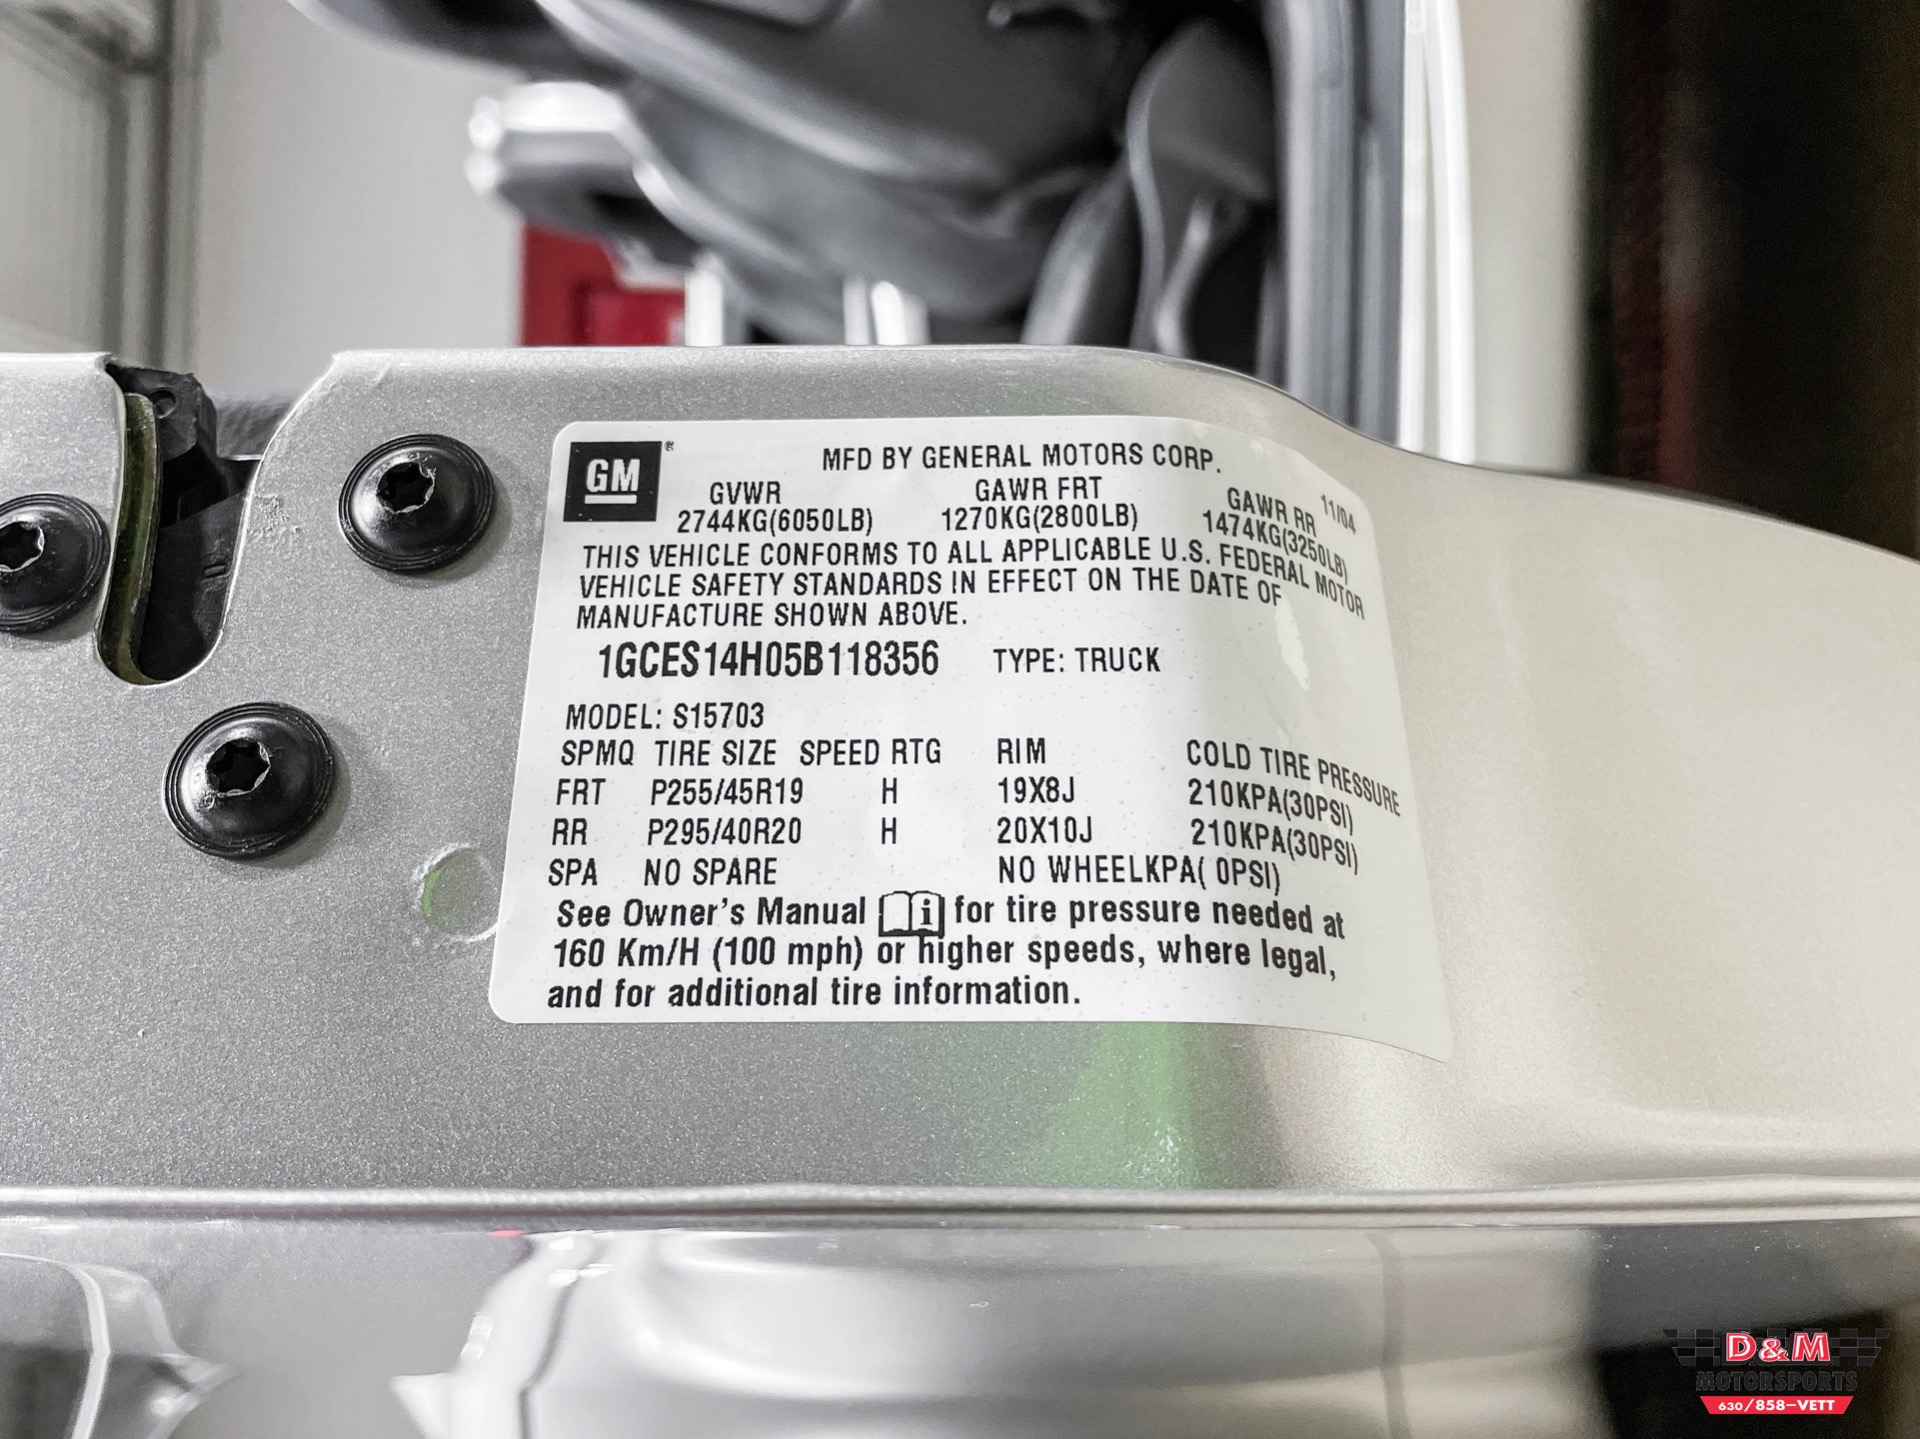 GM ®
MFD BY GENERAL MOTORS CORP.
GVWR GAWR FRT GAWR RR 11/04
2744KG(6050LB) 1270KG(2800LB) 1474KG(3250LB)
THIS VEHICLE CONFORMS TO ALL APPLICABLE U.S. FEDERAL MOTOR
VEHICLE SAFETY STANDARDS IN EFFECT ON THE DATE OF
MANUFACTURE SHOWN ABOVE.
1GCES14H05B118356 TYPE: TRUCK
MODEL: S15703
SPMQ TIRE SIZE SPEED RTG RIM COLD TIRE PRESSURE
FRT P255/45R19 H 19X8J 210KPA(30PSI)
RR P295/40R20 H 20X10J 210KPA(30PSI)
SPA NO SPARE NO WHEELKPA( 0PSI)
See Owner's Manual i for tire pressure needed at
160 Km/H (100 mph) or higher speeds, where legal,
and for additional tire information.
D&M
MOTORSPORTS
630/858-VETT